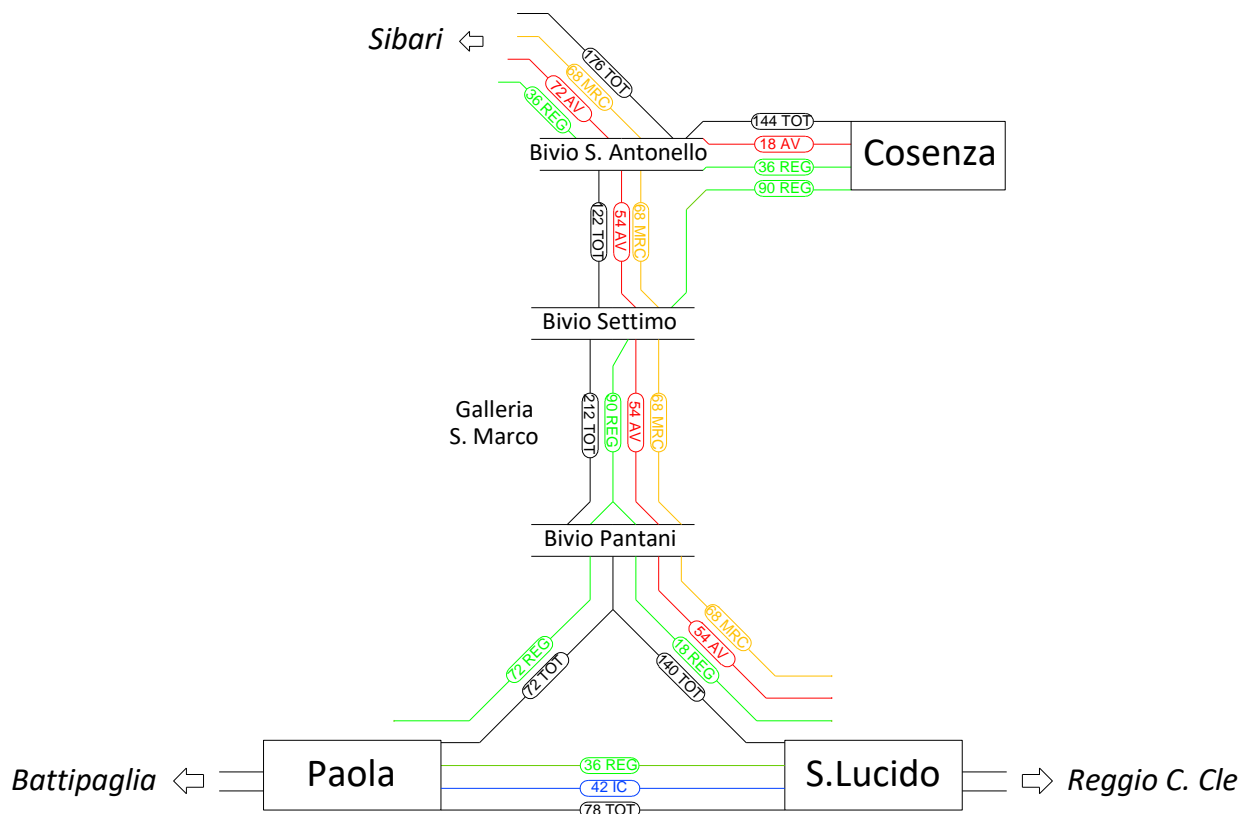 Sibari
176 TOT
68 MRC
72 AV
36 REG
144 TOT
18 AV
36 REG
90 REG
Cosenza
Bivio S. Antonello
122 TOT
54 AV
68 MRC
Bivio Settimo
Galleria
S. Marco
212 TOT
90 REG
54 AV
68 MRC
Bivio Pantani
72 REG
72 TOT
140 TOT
18 REG
54 AV
68 MRC
Battipaglia
Paola
36 REG
42 IC
78 TOT
S.Lucido
Reggio C. Cle